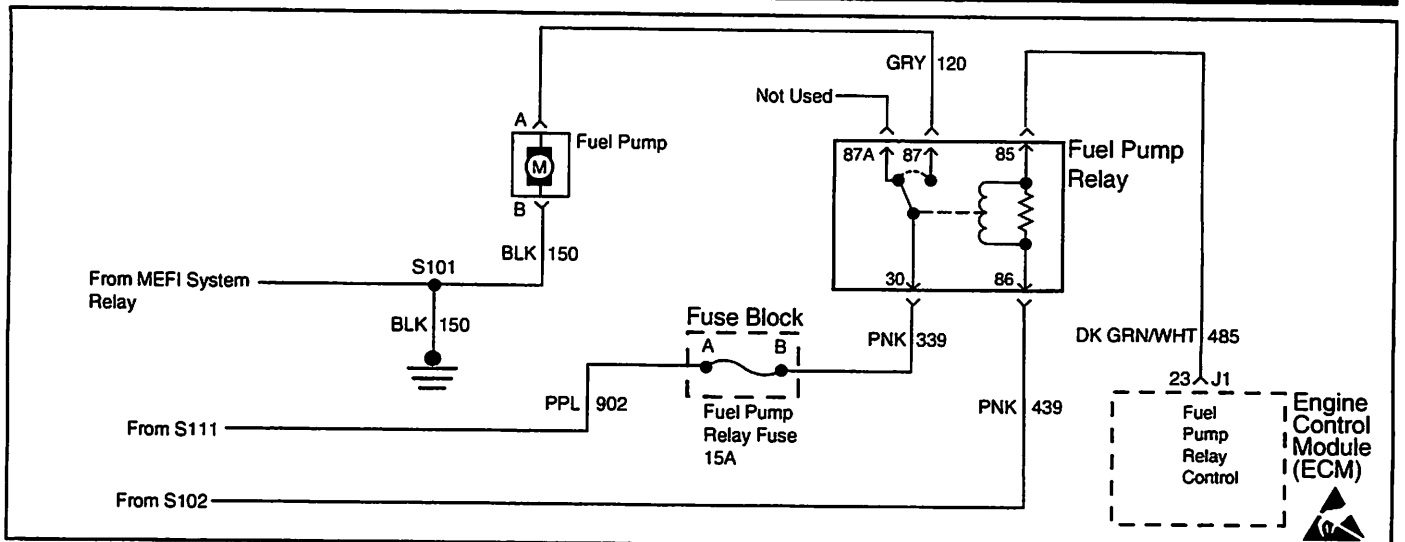 GRY 120
Not Used
A
Fuel Pump
M
B
87A 87 85
Fuel Pump
Relay
BLK 150
S101
From MEFI System
Relay
30 86
BLK 150
Fuse Block
A B
PNK 339
DK GRN/WHT 485
23 J1
PPL 902
Fuel Pump
Relay Fuse
15A
PNK 439
Fuel
Pump
Relay
Control
Engine
Control
Module
(ECM)
From S111
From S102